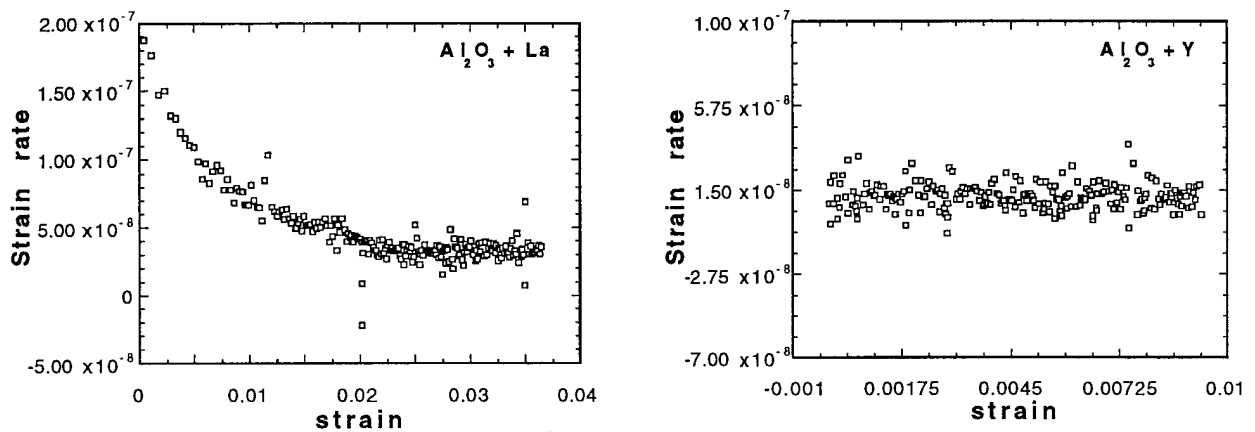 2.00 x10⁻⁷
1.50 x10⁻⁷
1.00 x10⁻⁷
5.00 x10⁻⁸
0
-5.00 x10⁻⁸
Strain rate
Al₂O₃ + La
0 0.01 0.02 0.03 0.04
strain
1.00 x10⁻⁷
5.75 x10⁻⁸
1.50 x10⁻⁸
-2.75 x10⁻⁸
-7.00 x10⁻⁸
Strain rate
Al₂O₃ + Y
-0.001 0.00175 0.0045 0.00725 0.01
strain